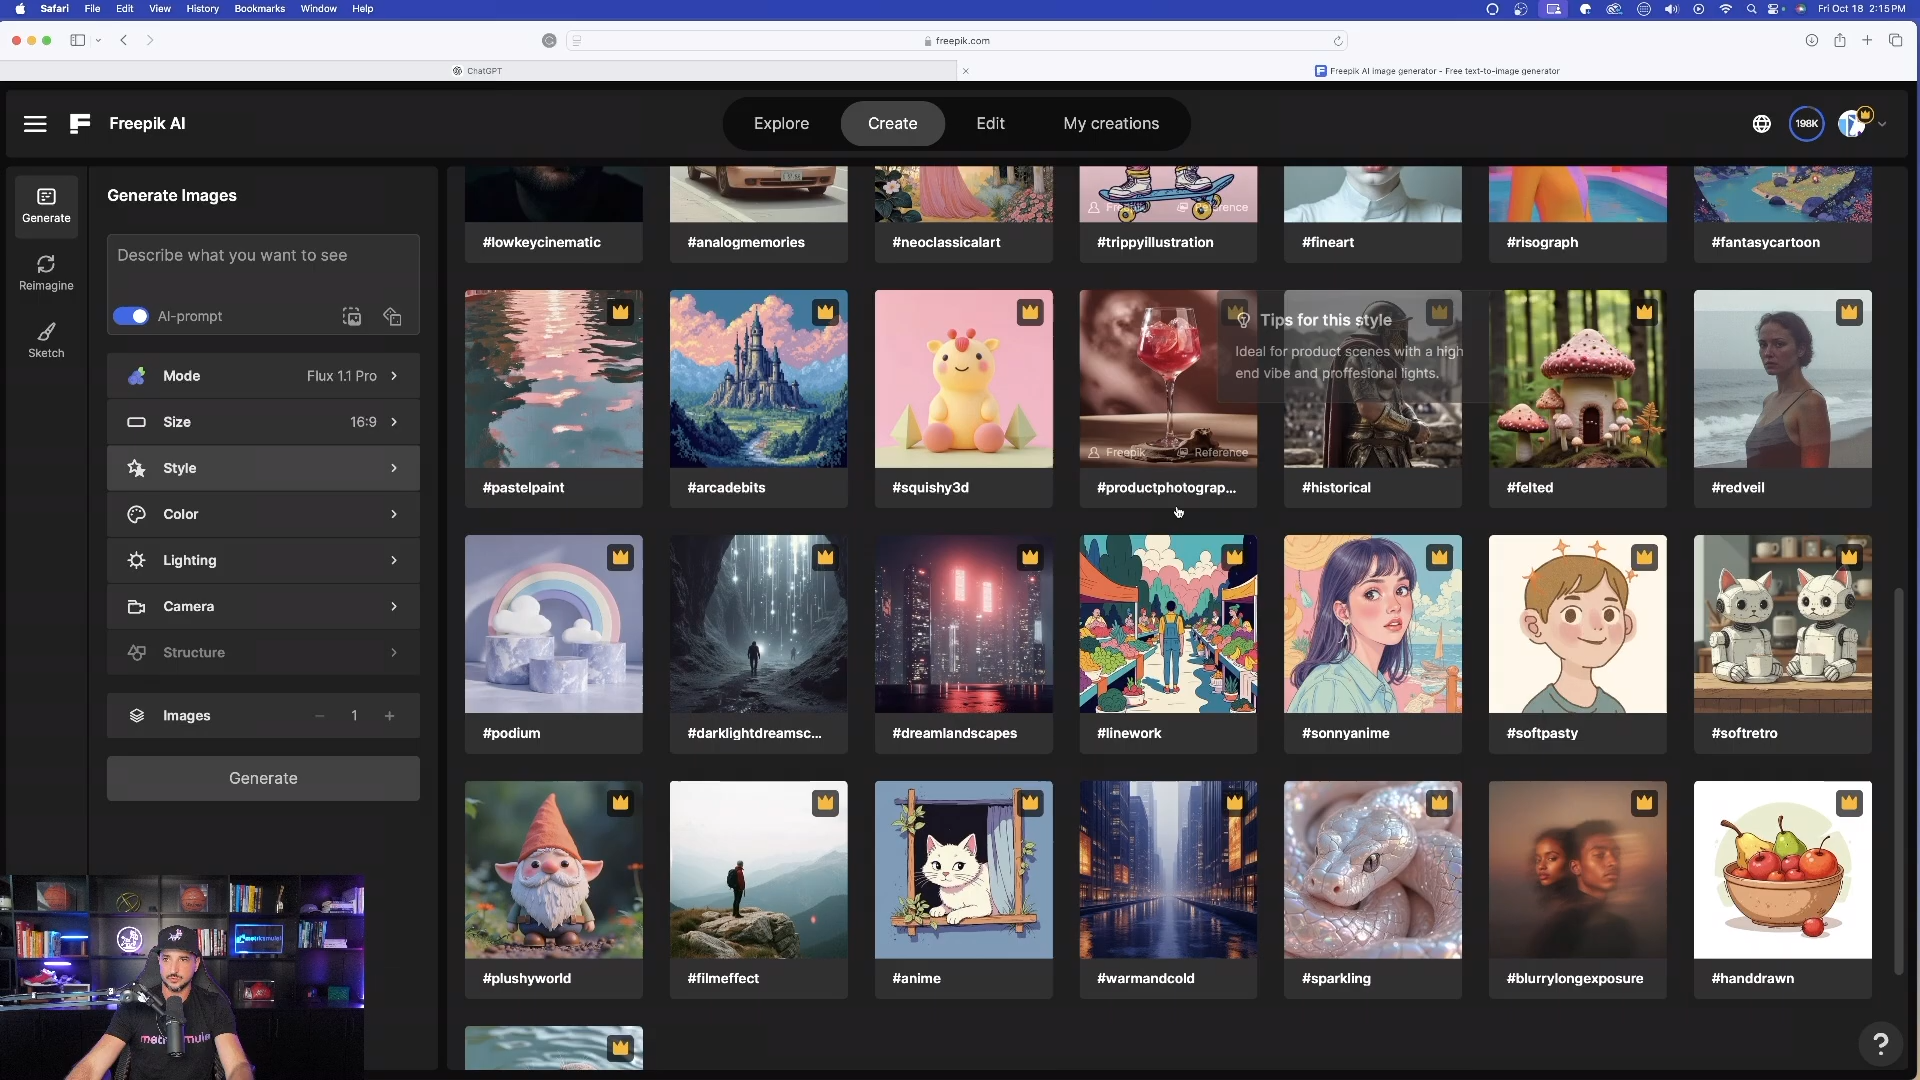 Safari File Edit View History Bookmarks Window Help
Fri Oct 18 2:15 PM
freepik.com
ChatGPT
Freepik AI image generator - Free text-to-image generator
Freepik AI
Explore
Create
Edit
My creations
198K
Generate
Reimagine
Sketch
Generate Images
Describe what you want to see
AI-prompt
Mode Flux 1.1 Pro
Size 16:9
Style
Color
Lighting
Camera
Structure
Images 1
Generate
#lowkeycinematic
#analogmemories
#neoclassicalart
Reference
#trippyillustration
#fineart
#risograph
#fantasycartoon
Tips for this style
Ideal for product scenes with a high
end vibe and proffesional lights.
Freepik Reference
#pastelpaint
#arcadebits
#squishy3d
#productphotograp...
#historical
#felted
#redveil
#podium
#darklightdreamsc...
#dreamlandscapes
#linework
#sonnyanime
#softpasty
#softretro
#plushyworld
#filmeffect
#anime
#warmandcold
#sparkling
#blurrylongexposure
#handdrawn
?